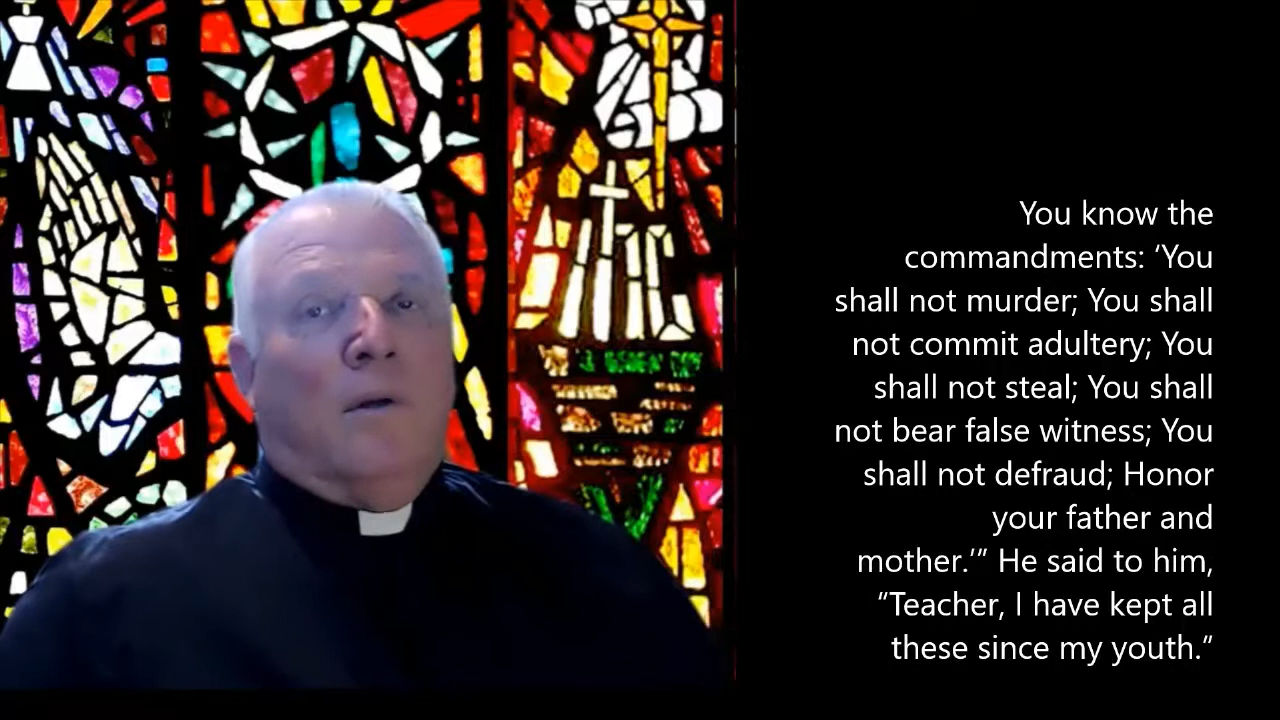 You know the
commandments: ‘You
shall not murder; You shall
not commit adultery; You
shall not steal; You shall
not bear false witness; You
shall not defraud; Honor
your father and
mother.’” He said to him,
“Teacher, I have kept all
these since my youth.”